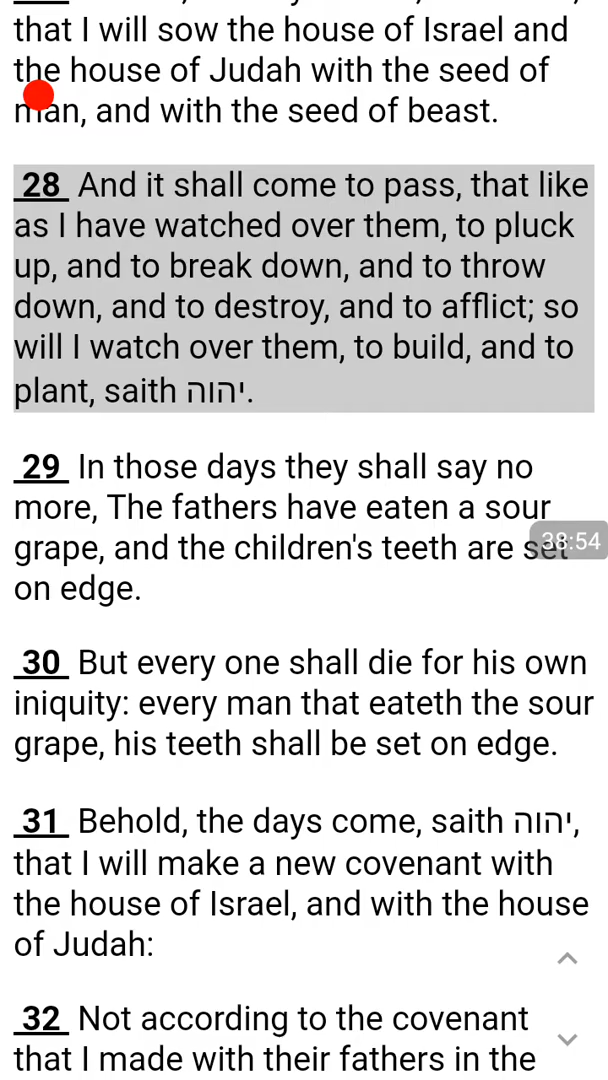 that I will sow the house of Israel and
the house of Judah with the seed of
man, and with the seed of beast.
28 And it shall come to pass, that like
as I have watched over them, to pluck
up, and to break down, and to throw
down, and to destroy, and to afflict; so
will I watch over them, to build, and to
plant, saith יהוה.
29 In those days they shall say no
more, The fathers have eaten a sour
grape, and the children's teeth are set
38:54
on edge.
30 But every one shall die for his own
iniquity: every man that eateth the sour
grape, his teeth shall be set on edge.
31 Behold, the days come, saith יהוה,
that I will make a new covenant with
the house of Israel, and with the house
of Judah:
32 Not according to the covenant
that I made with their fathers in the